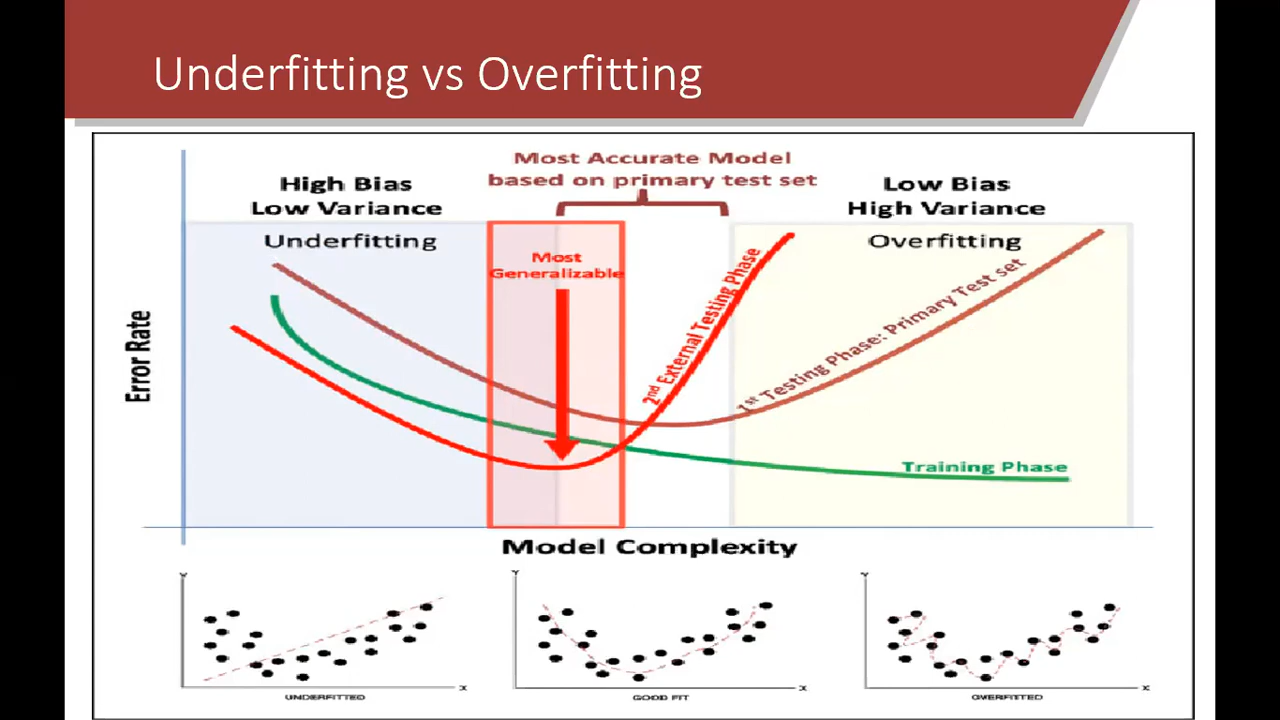 Underfitting vs Overfitting
Most Accurate Model
based on primary test set
High Bias
Low Variance
Low Bias
High Variance
Underfitting
Overfitting
Most
Generalizable
Error Rate
2nd External Testing Phase
1ST Testing Phase: Primary Test set
Training Phase
Model Complexity
Y
X
UNDERFITTED
Y
X
GOOD FIT
Y
X
OVERFITTED